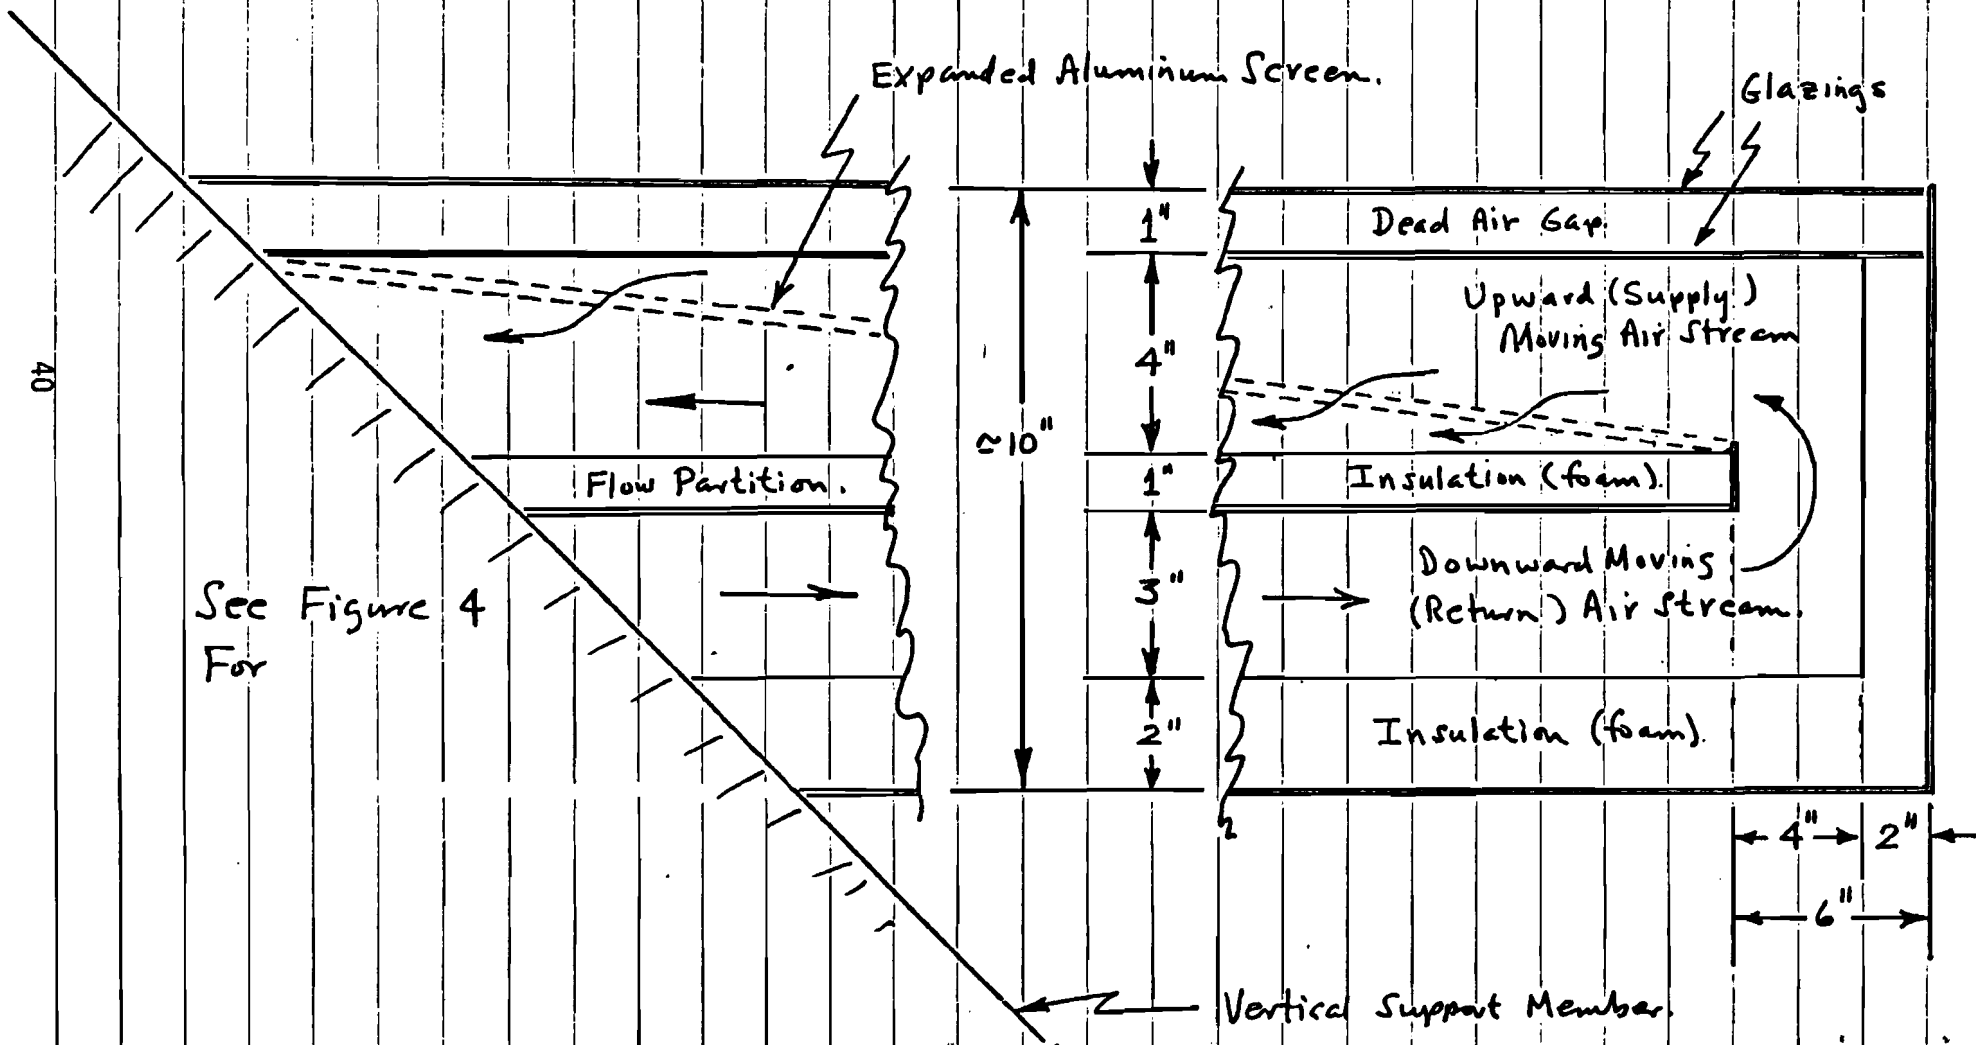 Expanded Aluminum Screen.
Glazings
1"
Dead Air Gap.
Upward (Supply)
Moving Air Stream
4"
40
≃10"
Flow Partition.
1"
Insulation (foam).
Downward Moving
(Return) Air Stream.
3"
See Figure 4
For
2"
Insulation (foam).
4"
2"
6"
Vertical Support Member.